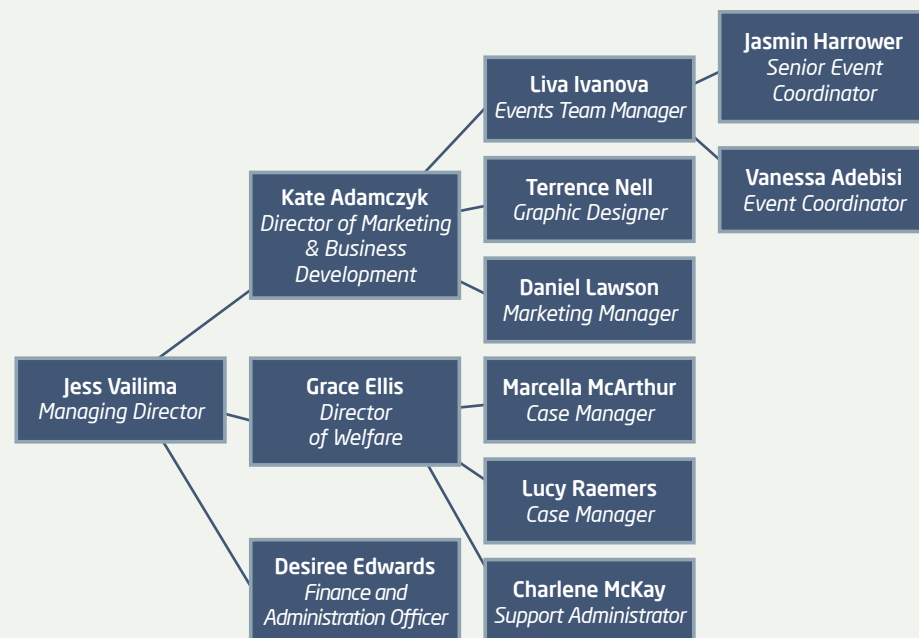 Jess Vailima
Managing Director
Kate Adamczyk
Director of Marketing
& Business
Development
Liva Ivanova
Events Team Manager
Jasmin Harrower
Senior Event
Coordinator
Vanessa Adebisi
Event Coordinator
Terrence Nell
Graphic Designer
Daniel Lawson
Marketing Manager
Grace Ellis
Director
of Welfare
Marcella McArthur
Case Manager
Lucy Raemers
Case Manager
Charlene McKay
Support Administrator
Desiree Edwards
Finance and
Administration Officer